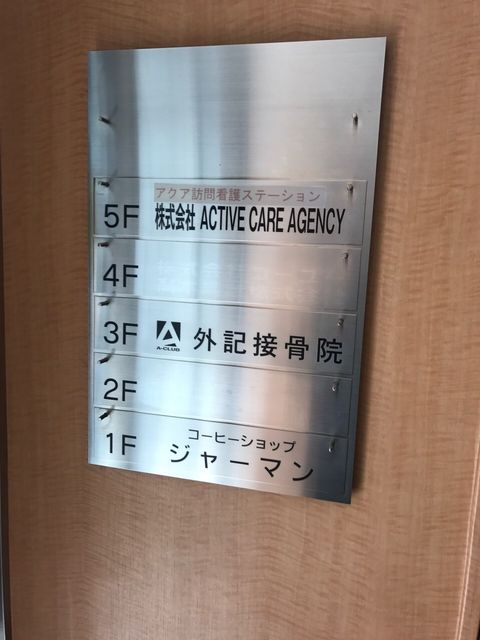 アクア訪問看護ステーション
5F 株式会社 ACTIVE CARE AGENCY
4F
3F A-CLUB 外記接骨院
2F
コーヒーショップ
1F ジャーマン